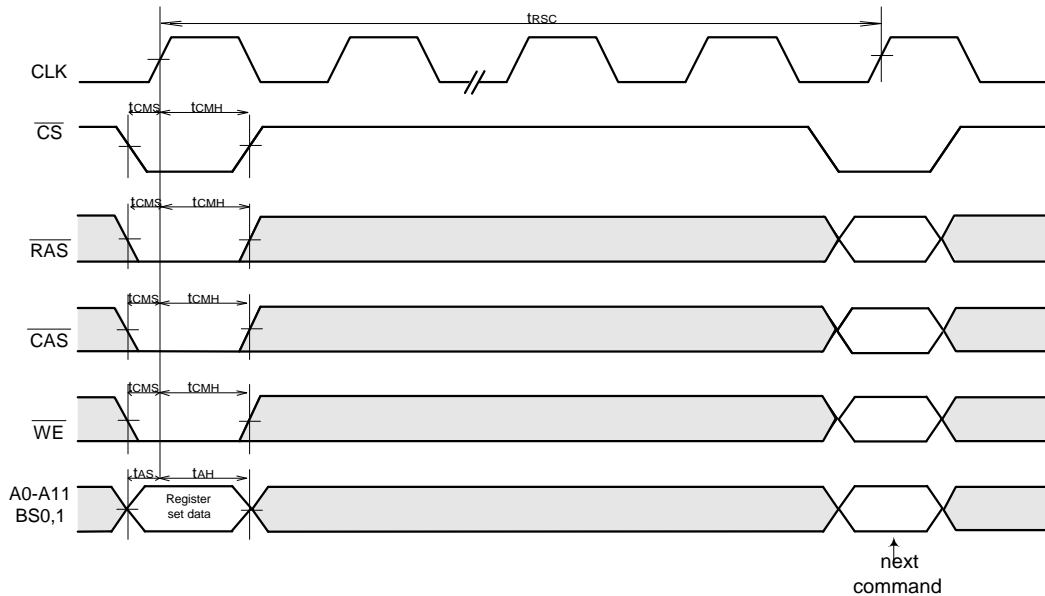 tRSC
CLK
tCMS tCMH
CS
tCMS tCMH
RAS
tCMS tCMH
CAS
tCMS tCMH
WE
tAS tAH
A0-A11
BS0,1
Register
set data
next
command